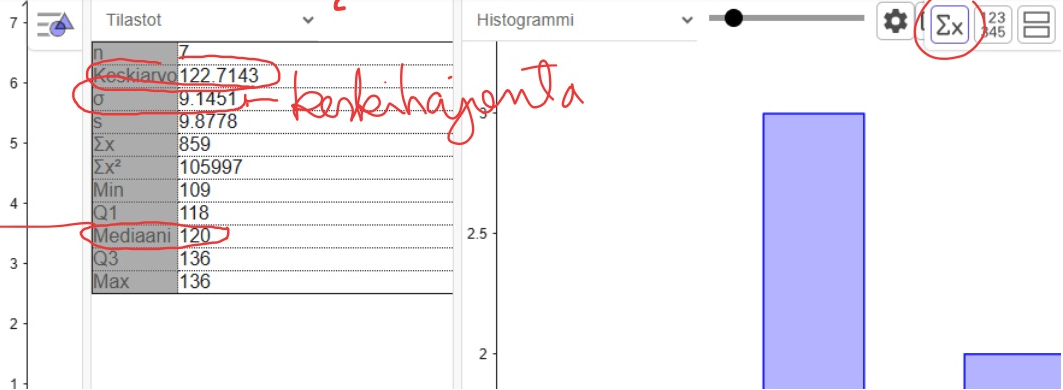 7
Tilastot
Histogrammi
Σx
123
345
n 7
Keskiarvo 122.7143
σ 9.1451
keskihajonta
s 9.8778
Σx 859
Σx² 105997
Min 109
Q1 118
Mediaani 120
Q3 136
Max 136
6
5
4
3
2
1
3
2.5
2